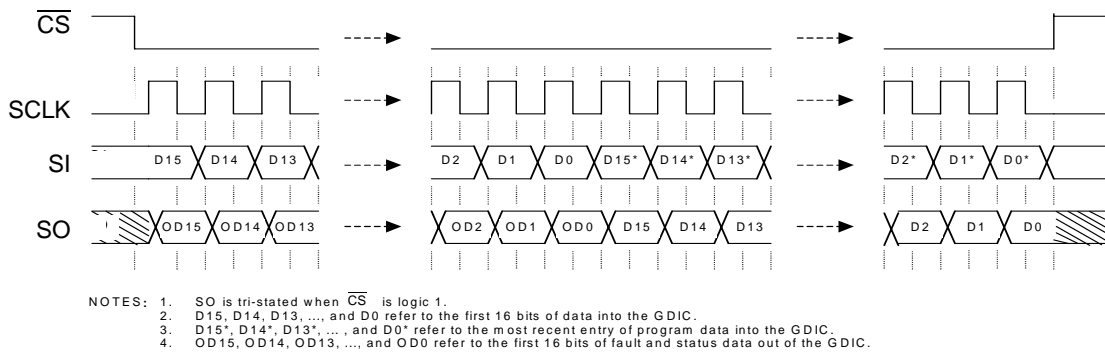 CS
SCLK
SI D15 D14 D13 D2 D1 D0 D15* D14* D13* D2* D1* D0*
SO OD15 OD14 OD13 OD2 OD1 OD0 D15 D14 D13 D2 D1 D0
NOTES: 1. SO is tri-stated when CS is logic 1.
2. D15, D14, D13, ..., and D0 refer to the first 16 bits of data into the GDIC.
3. D15*, D14*, D13*, ... , and D0* refer to the most recent entry of program data into the GDIC.
4. OD15, OD14, OD13, ..., and OD0 refer to the first 16 bits of fault and status data out of the GDIC.